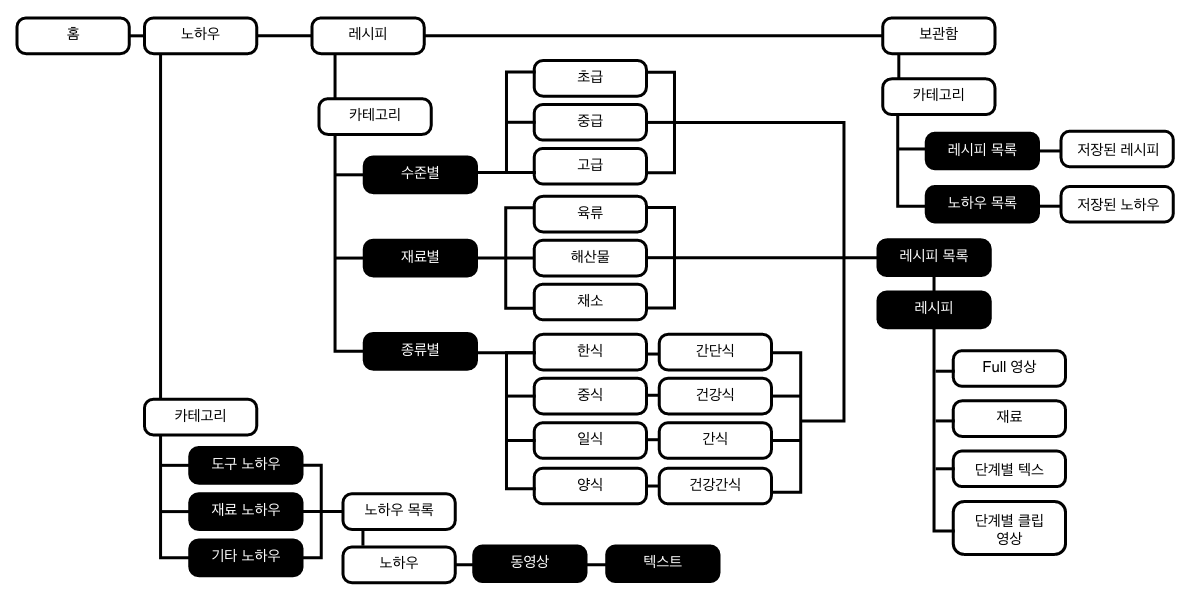 홈
노하우
레시피
보관함
카테고리
수준별
초급
중급
고급
재료별
육류
해산물
채소
종류별
한식
간단식
중식
건강식
일식
간식
양식
건강간식
카테고리
레시피 목록
저장된 레시피
노하우 목록
저장된 노하우
레시피 목록
레시피
Full 영상
재료
단계별 텍스
단계별 클립
영상
카테고리
도구 노하우
재료 노하우
기타 노하우
노하우 목록
노하우
동영상
텍스트